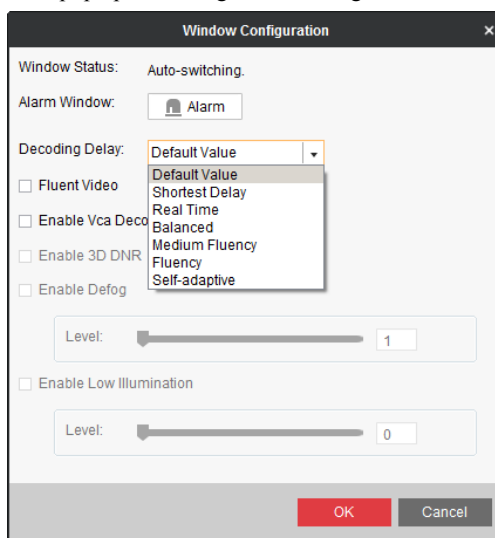 Window Configuration
Window Status: Auto-switching.
Alarm Window: Alarm
Decoding Delay: Default Value
Default Value
Shortest Delay
Real Time
Balanced
Medium Fluency
Fluency
Self-adaptive
Fluent Video
Enable Vca Deco
Enable 3D DNR
Enable Defog
Level: 1
Enable Low Illumination
Level: 0
OK Cancel